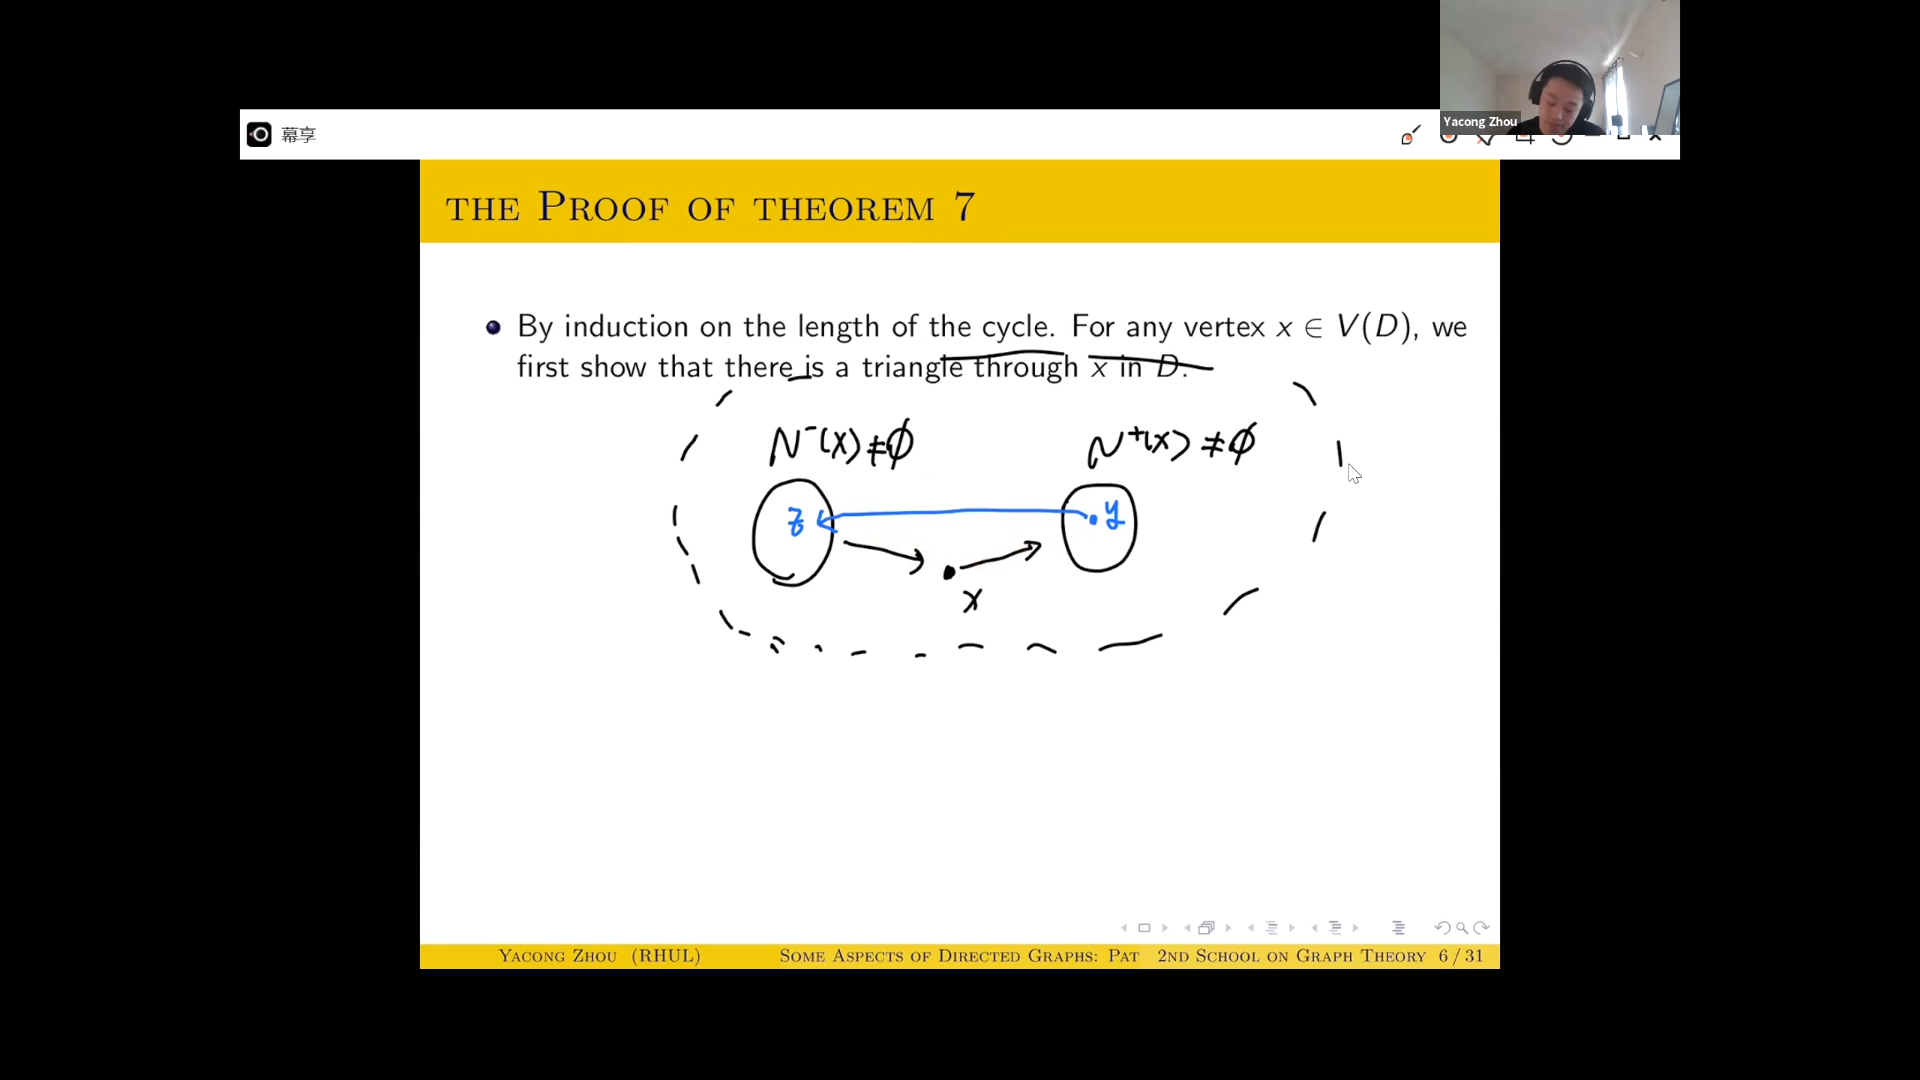 Yacong Zhou
幕享
THE PROOF OF THEOREM 7
By induction on the length of the cycle. For any vertex x ∈ V(D), we
first show that there is a triangle through x in D.
N⁻(x) ≠ ∅
N⁺(x) ≠ ∅
z
y
x
YACONG ZHOU (RHUL)
SOME ASPECTS OF DIRECTED GRAPHS: PAT
2ND SCHOOL ON GRAPH THEORY
6 / 31